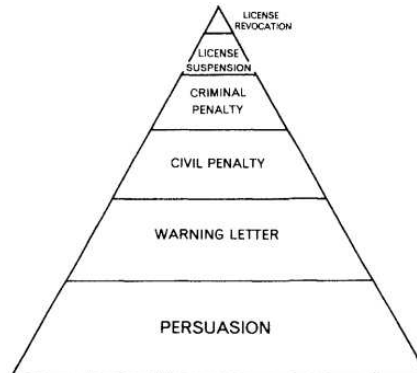 LICENSE
REVOCATION
LICENSE
SUSPENSION
CRIMINAL
PENALTY
CIVIL PENALTY
WARNING LETTER
PERSUASION